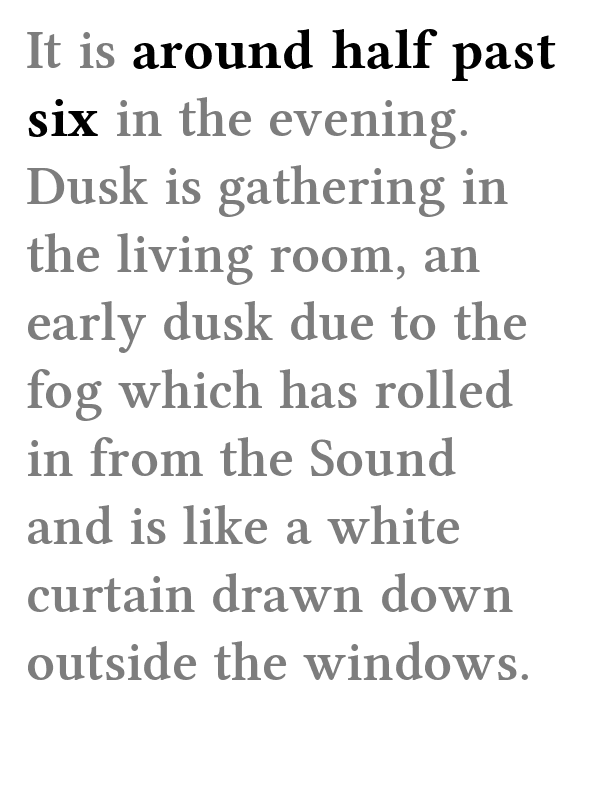 It is around half past
six in the evening.
Dusk is gathering in
the living room, an
early dusk due to the
fog which has rolled
in from the Sound
and is like a white
curtain drawn down
outside the windows.